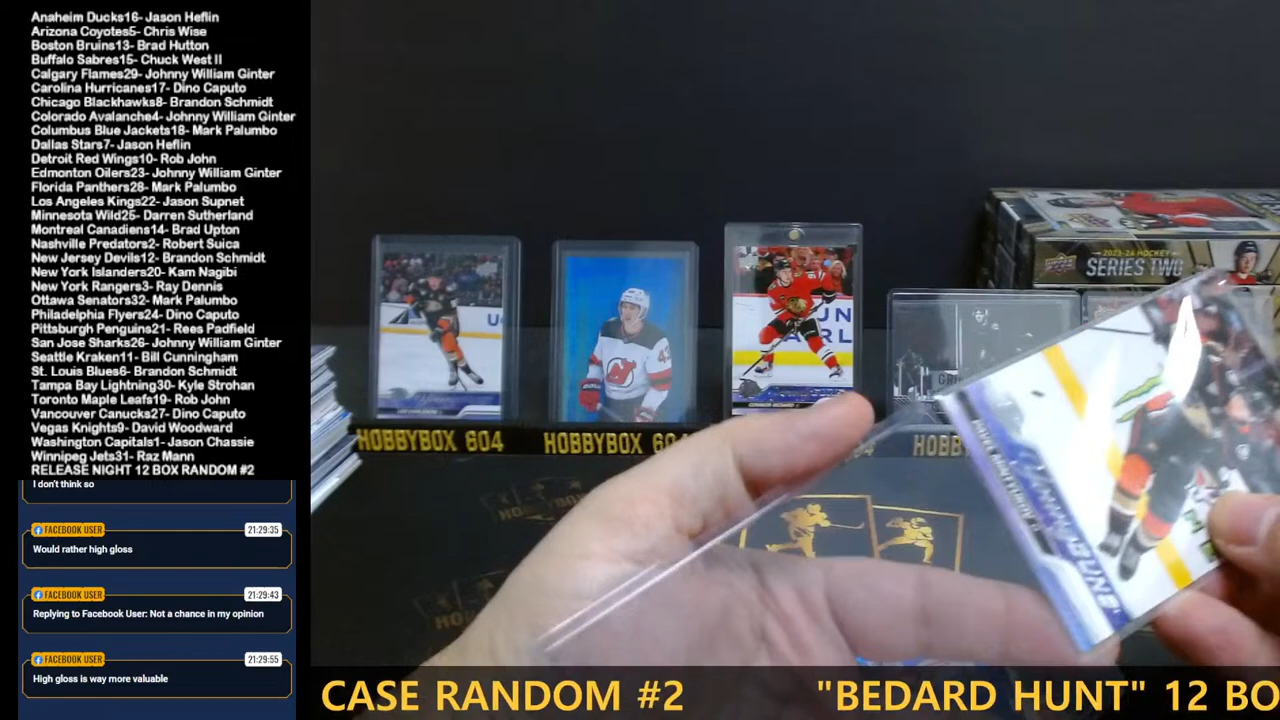 Anaheim Ducks16- Jason Heflin
Arizona Coyotes5- Chris Wise
Boston Bruins13- Brad Hutton
Buffalo Sabres15- Chuck West II
Calgary Flames29- Johnny William Ginter
Carolina Hurricanes17- Dino Caputo
Chicago Blackhawks8- Brandon Schmidt
Colorado Avalanche4- Johnny William Ginter
Columbus Blue Jackets18- Mark Palumbo
Dallas Stars7- Jason Heflin
Detroit Red Wings10- Rob John
Edmonton Oilers23- Johnny William Ginter
Florida Panthers28- Mark Palumbo
Los Angeles Kings22- Jason Supnet
Minnesota Wild25- Darren Sutherland
Montreal Canadiens14- Brad Upton
Nashville Predators2- Robert Suica
New Jersey Devils12- Brandon Schmidt
New York Islanders20- Kam Nagibi
New York Rangers3- Ray Dennis
Ottawa Senators32- Mark Palumbo
Philadelphia Flyers24- Dino Caputo
Pittsburgh Penguins21- Rees Padfield
San Jose Sharks26- Johnny William Ginter
Seattle Kraken11- Bill Cunningham
St. Louis Blues6- Brandon Schmidt
Tampa Bay Lightning30- Kyle Strohan
Toronto Maple Leafs19- Rob John
Vancouver Canucks27- Dino Caputo
Vegas Knights9- David Woodward
Washington Capitals1- Jason Chassie
Winnipeg Jets31- Raz Mann
RELEASE NIGHT 12 BOX RANDOM #2
I don't think so
FACEBOOK USER 21:29:35
Would rather high gloss
FACEBOOK USER 21:29:43
Replying to Facebook User: Not a chance in my opinion
FACEBOOK USER 21:29:55
High gloss is way more valuable
2023-24 HOCKEY
SERIES TWO
HOBBYBOX 604
HOBBYBOX 604
HOBB
YOUNG GUNS
CASE RANDOM #2 "BEDARD HUNT" 12 BO